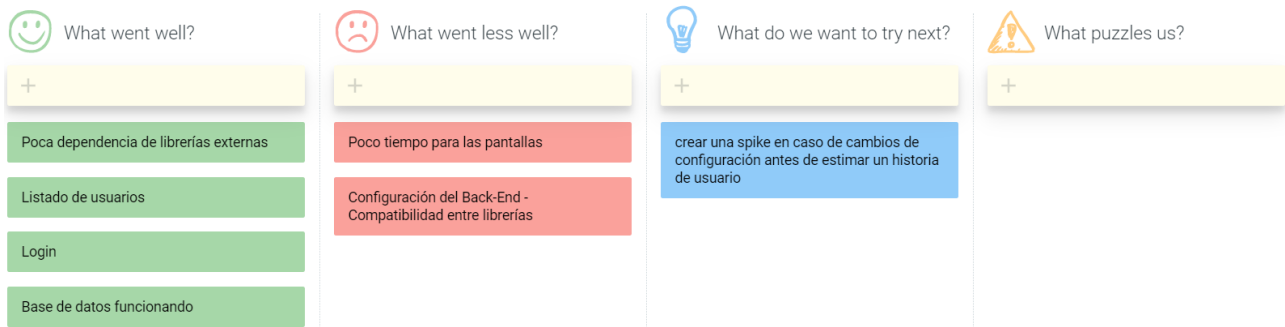 What went well?
+
Poca dependencia de librerías externas
Listado de usuarios
Login
Base de datos funcionando
What went less well?
+
Poco tiempo para las pantallas
Configuración del Back-End -
Compatibilidad entre librerías
What do we want to try next?
+
crear una spike en caso de cambios de
configuración antes de estimar un historia
de usuario
What puzzles us?
+